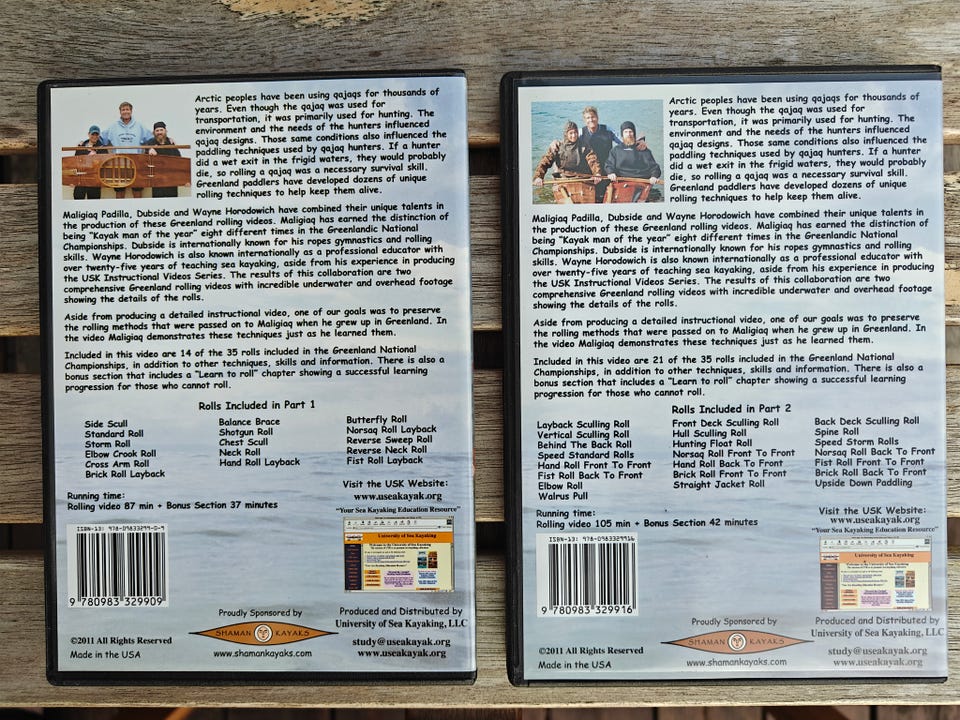 Arctic peoples have been using qajaqs for thousands of
years. Even though the qajaq was used for
transportation, it was primarily used for hunting. The
environment and the needs of the hunters influenced
qajaq designs. Those same conditions also influenced the
paddling techniques used by qajaq hunters. If a hunter
did a wet exit in the frigid waters, they would probably
die, so rolling a qajaq was a necessary survival skill.
Greenland paddlers have developed dozens of unique
rolling techniques to help keep them alive.
Maligiaq Padilla, Dubside and Wayne Horodowich have combined their unique talents in
the production of these Greenland rolling videos. Maligiaq has earned the distinction of
being "Kayak man of the year" eight different times in the Greenlandic National
Championships. Dubside is internationally known for his ropes gymnastics and rolling
skills. Wayne Horodowich is also known internationally as a professional educator with
over twenty-five years of teaching sea kayaking, aside from his experience in producing
the USK Instructional Videos Series. The results of this collaboration are two
comprehensive Greenland rolling videos with incredible underwater and overhead footage
showing the details of the rolls.
Aside from producing a detailed instructional video, one of our goals was to preserve
the rolling methods that were passed on to Maligiaq when he grew up in Greenland. In
the video Maligiaq demonstrates these techniques just as he learned them.
Included in this video are 14 of the 35 rolls included in the Greenland National
Championships, in addition to other techniques, skills and information. There is also a
bonus section that includes a "Learn to roll" chapter showing a successful learning
progression for those who cannot roll.
Rolls Included in Part 1
Side Scull
Standard Roll
Storm Roll
Elbow Crook Roll
Cross Arm Roll
Brick Roll Layback
Balance Brace
Shotgun Roll
Chest Scull
Neck Roll
Hand Roll Layback
Butterfly Roll
Norsaq Roll Layback
Reverse Sweep Roll
Reverse Neck Roll
Fist Roll Layback
Running time:
Rolling video 87 min + Bonus Section 37 minutes
Visit the USK Website:
www.useakayak.org
"Your Sea Kayaking Education Resource"
University of Sea Kayaking
ISBN-13: 978-09833299-0-9
9 780983 329909
Proudly Sponsored by
SHAMAN KAYAKS
www.shamankayaks.com
Produced and Distributed by
University of Sea Kayaking, LLC
study@useakayak.org
www.useakayak.org
©2011 All Rights Reserved
Made in the USA
Arctic peoples have been using qajaqs for thousands of
years. Even though the qajaq was used for
transportation, it was primarily used for hunting. The
environment and the needs of the hunters influenced
qajaq designs. Those same conditions also influenced the
paddling techniques used by qajaq hunters. If a hunter
did a wet exit in the frigid waters, they would probably
die, so rolling a qajaq was a necessary survival skill.
Greenland paddlers have developed dozens of unique
rolling techniques to help keep them alive.
Maligiaq Padilla, Dubside and Wayne Horodowich have combined their unique talents in
the production of these Greenland rolling videos. Maligiaq has earned the distinction of
being "Kayak man of the year" eight different times in the Greenlandic National
Championships. Dubside is internationally known for his ropes gymnastics and rolling
skills. Wayne Horodowich is also known internationally as a professional educator with
over twenty-five years of teaching sea kayaking, aside from his experience in producing
the USK Instructional Videos Series. The results of this collaboration are two
comprehensive Greenland rolling videos with incredible underwater and overhead footage
showing the details of the rolls.
Aside from producing a detailed instructional video, one of our goals was to preserve
the rolling methods that were passed on to Maligiaq when he grew up in Greenland. In
the video Maligiaq demonstrates these techniques just as he learned them.
Included in this video are 21 of the 35 rolls included in the Greenland National
Championships, in addition to other techniques, skills and information. There is also a
bonus section that includes a "Learn to roll" chapter showing a successful learning
progression for those who cannot roll.
Rolls Included in Part 2
Layback Sculling Roll
Vertical Sculling Roll
Behind The Back Roll
Speed Standard Rolls
Hand Roll Front To Front
Fist Roll Back To Front
Elbow Roll
Walrus Pull
Front Deck Sculling Roll
Hull Sculling Roll
Hunting Float Roll
Norsaq Roll Front To Front
Hand Roll Back To Front
Brick Roll Front To Front
Straight Jacket Roll
Back Deck Sculling Roll
Spine Roll
Speed Storm Rolls
Norsaq Roll Back To Front
Fist Roll Front To Front
Brick Roll Back To Front
Upside Down Paddling
Running time:
Rolling video 105 min + Bonus Section 42 minutes
Visit the USK Website:
www.useakayak.org
"Your Sea Kayaking Education Resource"
University of Sea Kayaking
ISBN-13: 978-0983329916
9 780983 329916
Proudly Sponsored by
SHAMAN KAYAKS
www.shamankayaks.com
Produced and Distributed by
University of Sea Kayaking, LLC
study@useakayak.org
www.useakayak.org
©2011 All Rights Reserved
Made in the USA